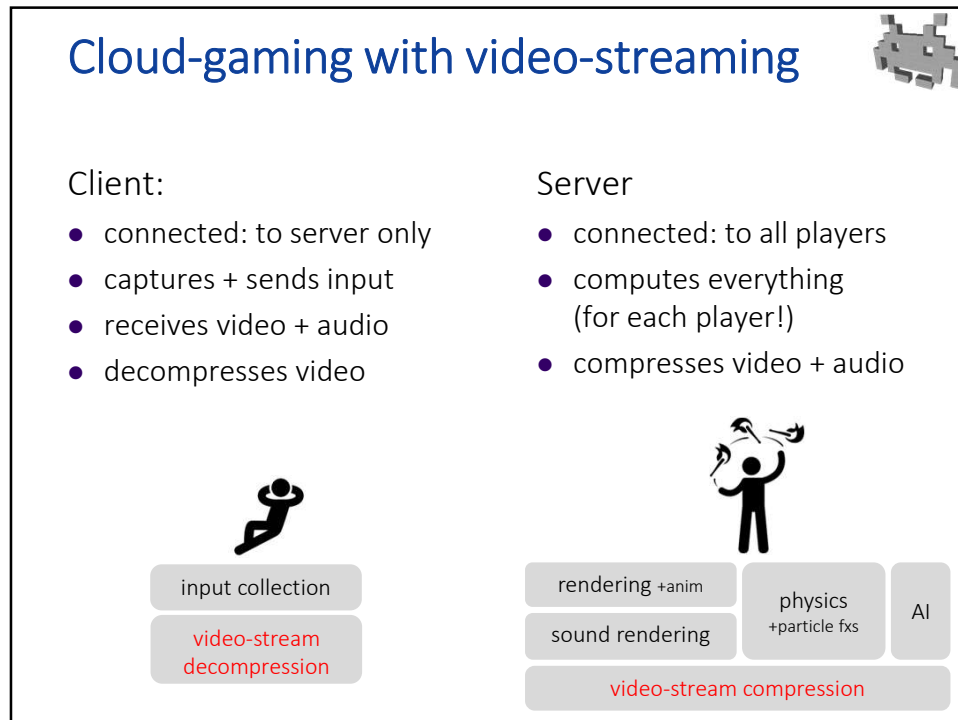 Cloud-gaming with video-streaming
Client:
● connected: to server only
● captures + sends input
● receives video + audio
● decompresses video
Server
● connected: to all players
● computes everything
(for each player!)
● compresses video + audio
input collection
video-stream
decompression
rendering +anim
sound rendering
physics
+particle fxs
AI
video-stream compression